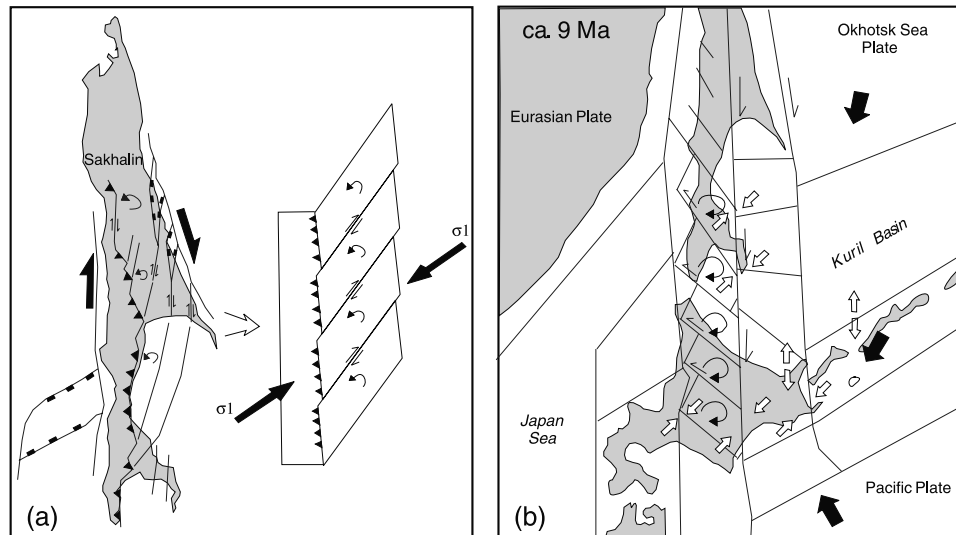 Sakhalin
σ1
σ1
(a)
ca. 9 Ma
Okhotsk Sea
Plate
Eurasian Plate
Kuril Basin
Japan
Sea
Pacific Plate
(b)